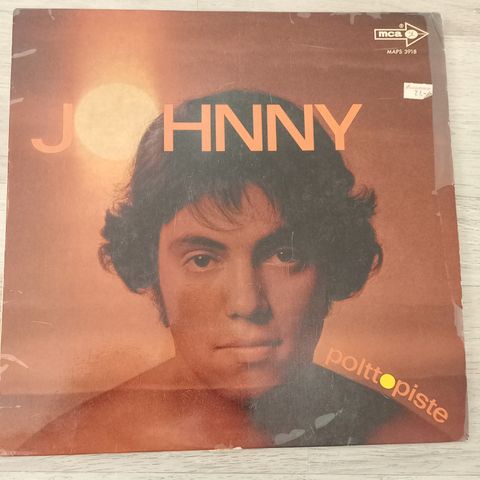 mca
MAPS 3918
JOHNNY
polttopiste